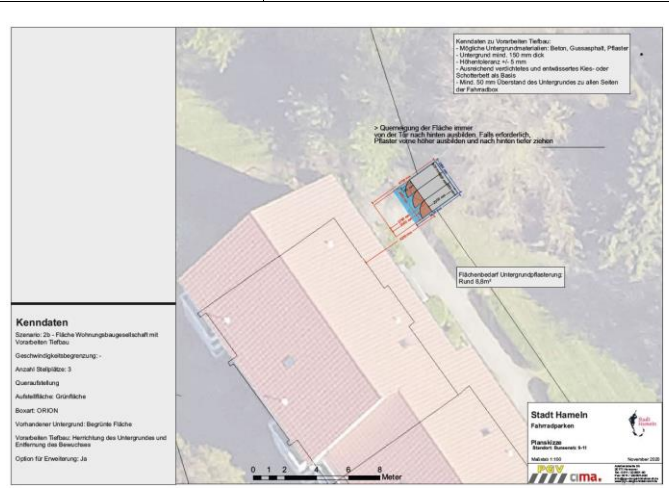 Kenndaten zu Vorarbeiten Tiefbau:
- Mögliche Untergrundmaterialien: Beton, Gussasphalt, Pflaster
- Untergrund mind. 150 mm dick
- Höhentoleranz +/- 5 mm
- Ausreichend verdichtetes und entwässertes Kies- oder
Schotterbett als Basis
- Mind. 50 mm Überstand des Untergrundes zu allen Seiten
der Fahrradbox
> Querneigung der Fläche immer
von der Tür nach hinten ausbilden. Falls erforderlich,
Pflaster vorne höher ausbilden und nach hinten tiefer ziehen
Flächenbedarf Untergrundpflasterung:
Rund 8,8m²
Kenndaten
Szenario: 2b - Fläche Wohnungsbaugesellschaft mit
Vorarbeiten Tiefbau
Geschwindigkeitsbegrenzung: -
Anzahl Stellplätze: 3
Queraufstellung
Aufstellfläche: Grünfläche
Boxart: ORION
Vorhandener Untergrund: Begrünte Fläche
Vorarbeiten Tiefbau: Herrichtung des Untergrundes und
Entfernung des Bewuchses
Option für Erweiterung: Ja
0 1 2 4 6 8
Meter
Stadt Hameln
Fahrradparken
Planskizze
Maßstab 1:100
November 2025
Stadt
Hameln
PGV
cima.